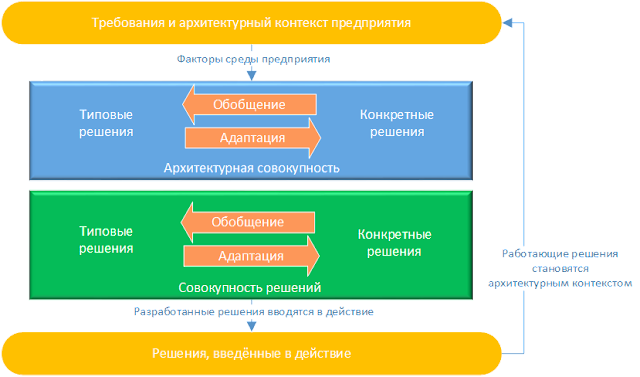 Требования и архитектурный контекст предприятия
Факторы среды предприятия
Обобщение
Типовые
решения
Конкретные
решения
Адаптация
Архитектурная совокупность
Обобщение
Типовые
решения
Конкретные
решения
Адаптация
Совокупность решений
Работающие решения
становятся
архитектурным контекстом
Разработанные решения вводятся в действие
Решения, введённые в действие